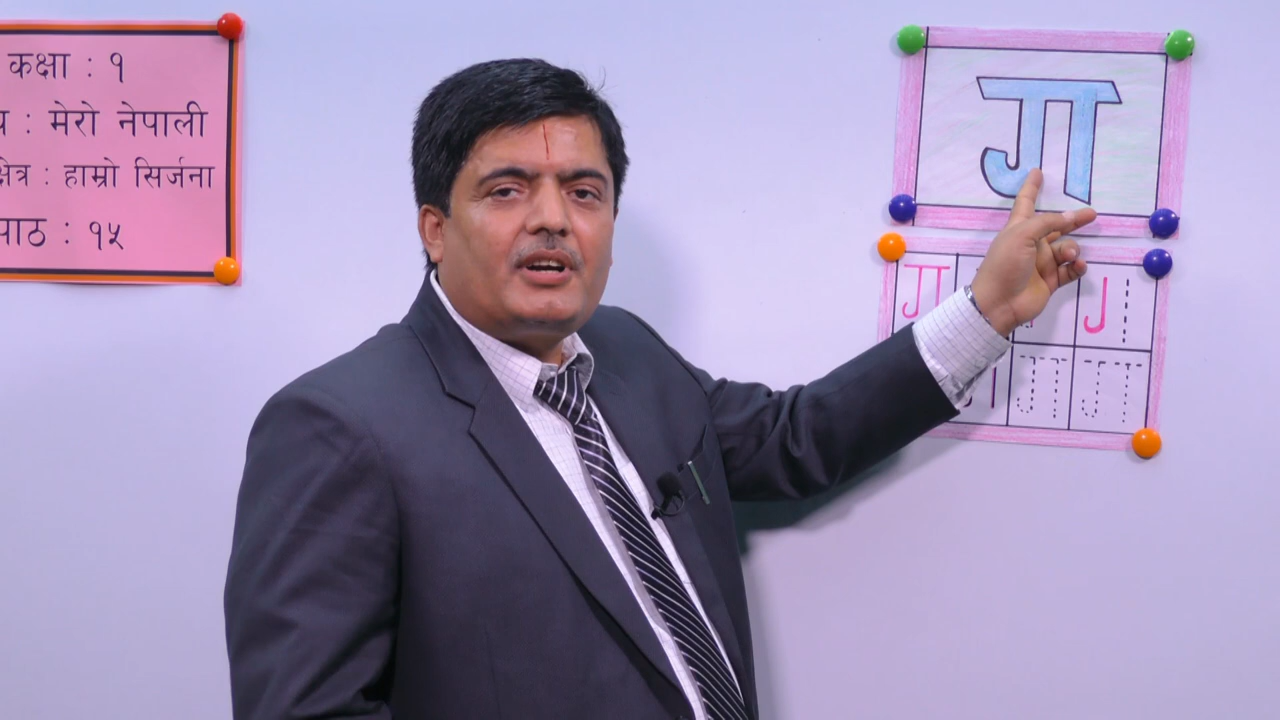 कक्षा : १
: मेरो नेपाली
क्षेत्र : हाम्रो सिर्जना
पाठ : १५
ग
ग